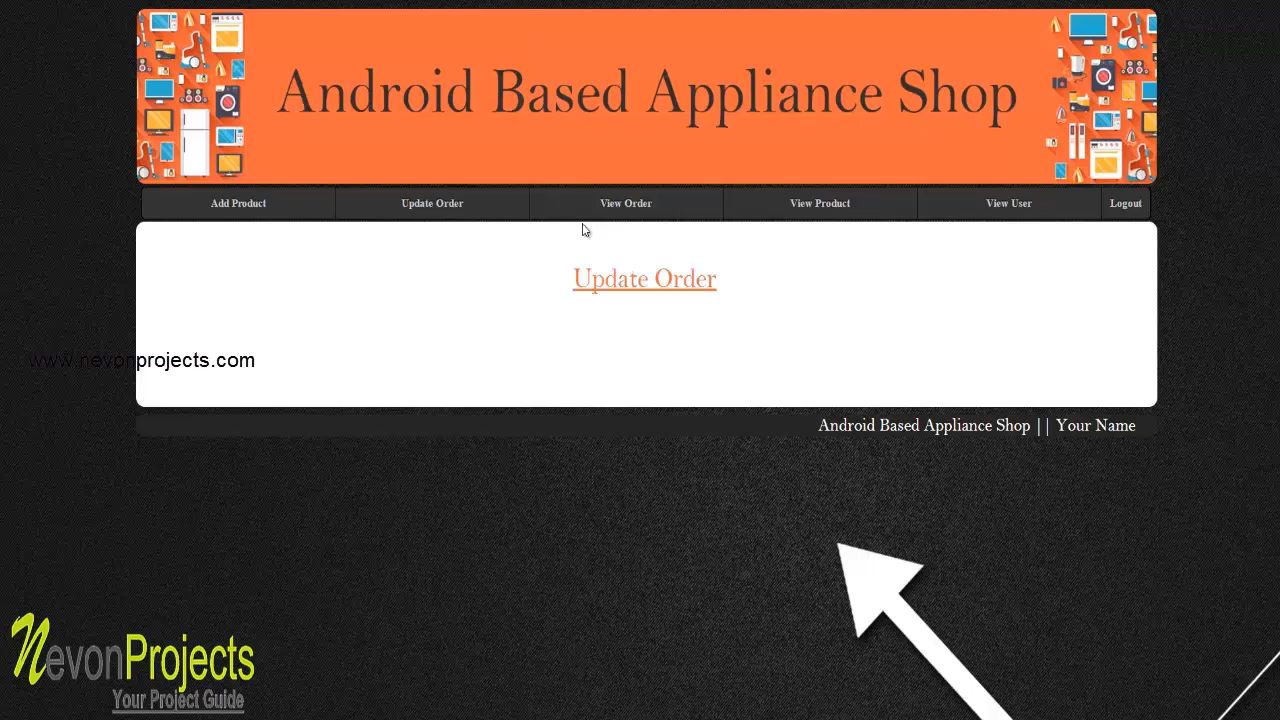 Android Based Appliance Shop
Add Product
Update Order
View Order
View Product
View User
Logout
Update Order
www.nevonprojects.com
Android Based Appliance Shop || Your Name
NevonProjects
Your Project Guide